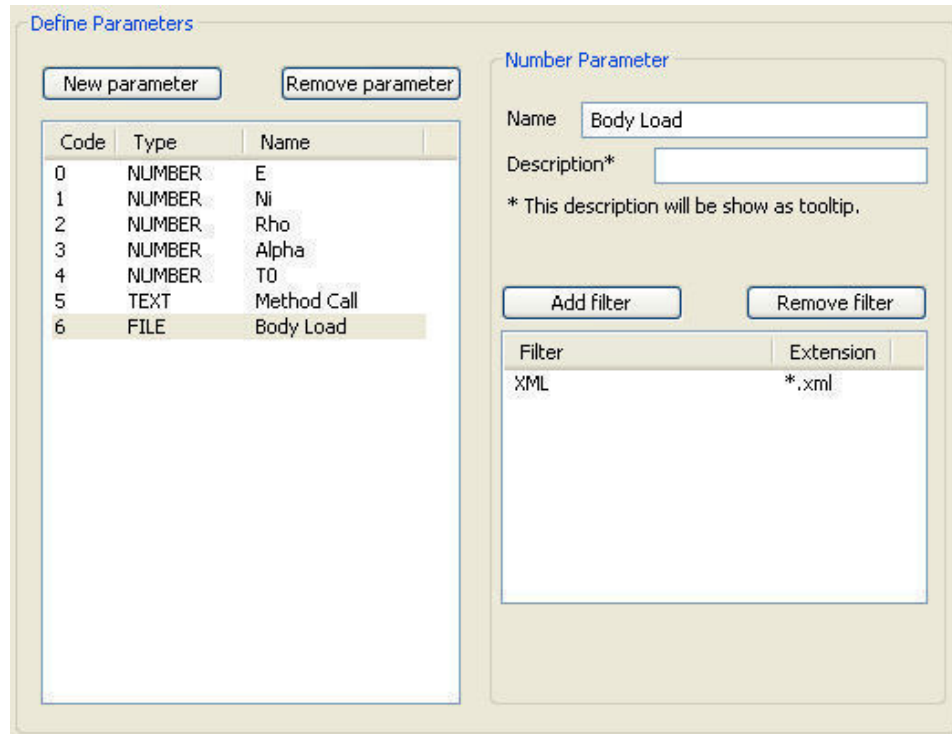 Define Parameters
New parameter
Remove parameter
Code Type Name
0 NUMBER E
1 NUMBER Ni
2 NUMBER Rho
3 NUMBER Alpha
4 NUMBER T0
5 TEXT Method Call
6 FILE Body Load
Number Parameter
Name Body Load
Description*
* This description will be show as tooltip.
Add filter
Remove filter
Filter Extension
XML *.xml